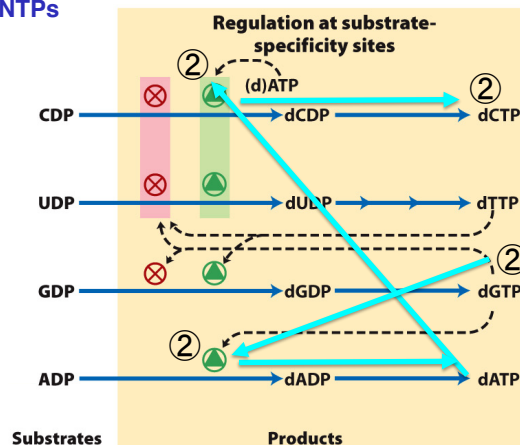 NTPs
Regulation at substrate-
specificity sites
②
(d)ATP
②
CDP dCDP dCTP
UDP dUDP dTTP
②
GDP dGDP dGTP
②
ADP dADP dATP
Substrates Products